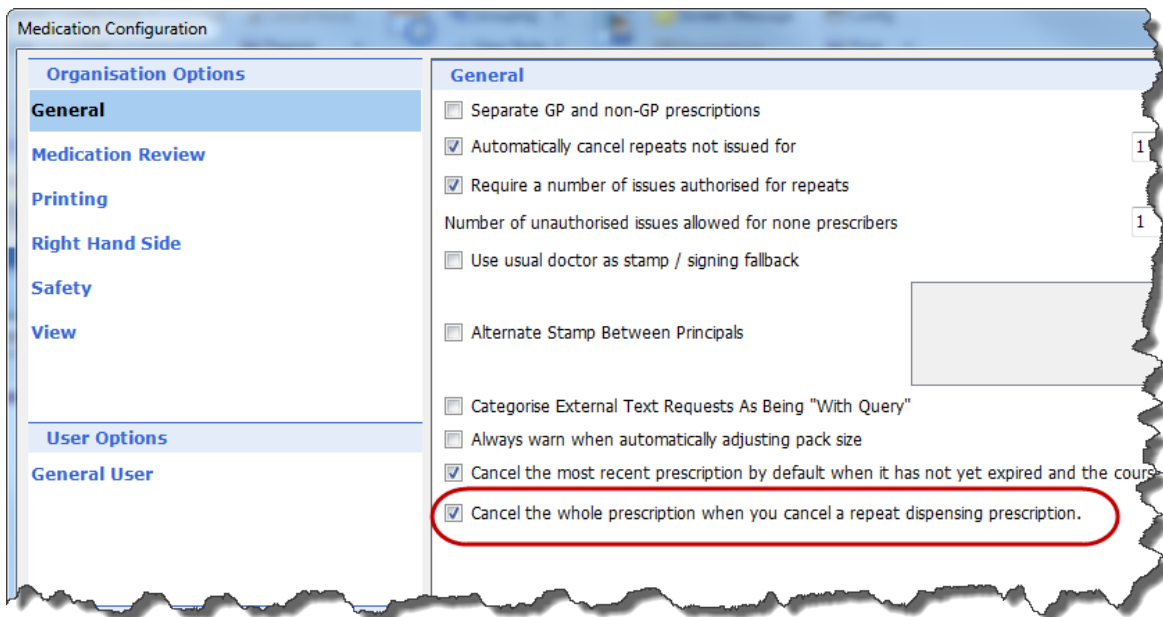 Medication Configuration
Organisation Options
General
Medication Review
Printing
Right Hand Side
Safety
View
User Options
General User
General
Separate GP and non-GP prescriptions
Automatically cancel repeats not issued for 1
Require a number of issues authorised for repeats
Number of unauthorised issues allowed for none prescribers 1
Use usual doctor as stamp / signing fallback
Alternate Stamp Between Principals
Categorise External Text Requests As Being "With Query"
Always warn when automatically adjusting pack size
Cancel the most recent prescription by default when it has not yet expired and the cours
Cancel the whole prescription when you cancel a repeat dispensing prescription.